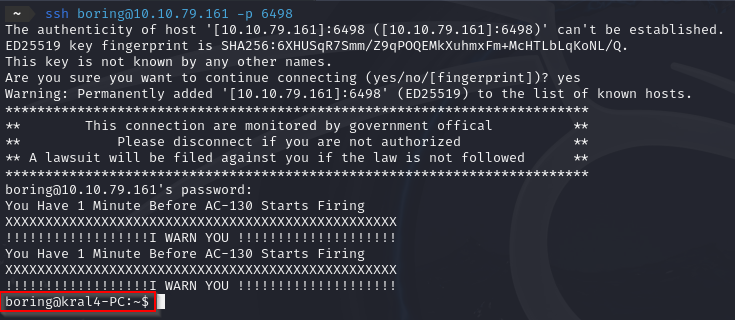 ~ ssh boring@10.10.79.161 -p 6498
The authenticity of host '[10.10.79.161]:6498 ([10.10.79.161]:6498)' can't be established.
ED25519 key fingerprint is SHA256:6XHUSqR7Smm/Z9qPOQEMkXuhmxFm+McHTLbLqKoNL/Q.
This key is not known by any other names.
Are you sure you want to continue connecting (yes/no/[fingerprint])? yes
Warning: Permanently added '[10.10.79.161]:6498' (ED25519) to the list of known hosts.
*************************************************************************
** This connection are monitored by government offical **
** Please disconnect if you are not authorized **
** A lawsuit will be filed against you if the law is not followed **
*************************************************************************
boring@10.10.79.161's password:
You Have 1 Minute Before AC-130 Starts Firing
XXXXXXXXXXXXXXXXXXXXXXXXXXXXXXXXXXXXXXXXXXXXXXXXX
!!!!!!!!!!!!!!!!!!I WARN YOU !!!!!!!!!!!!!!!!!!!!
You Have 1 Minute Before AC-130 Starts Firing
XXXXXXXXXXXXXXXXXXXXXXXXXXXXXXXXXXXXXXXXXXXXXXXXX
!!!!!!!!!!!!!!!!!!I WARN YOU !!!!!!!!!!!!!!!!!!!!
boring@kral4-PC:~$